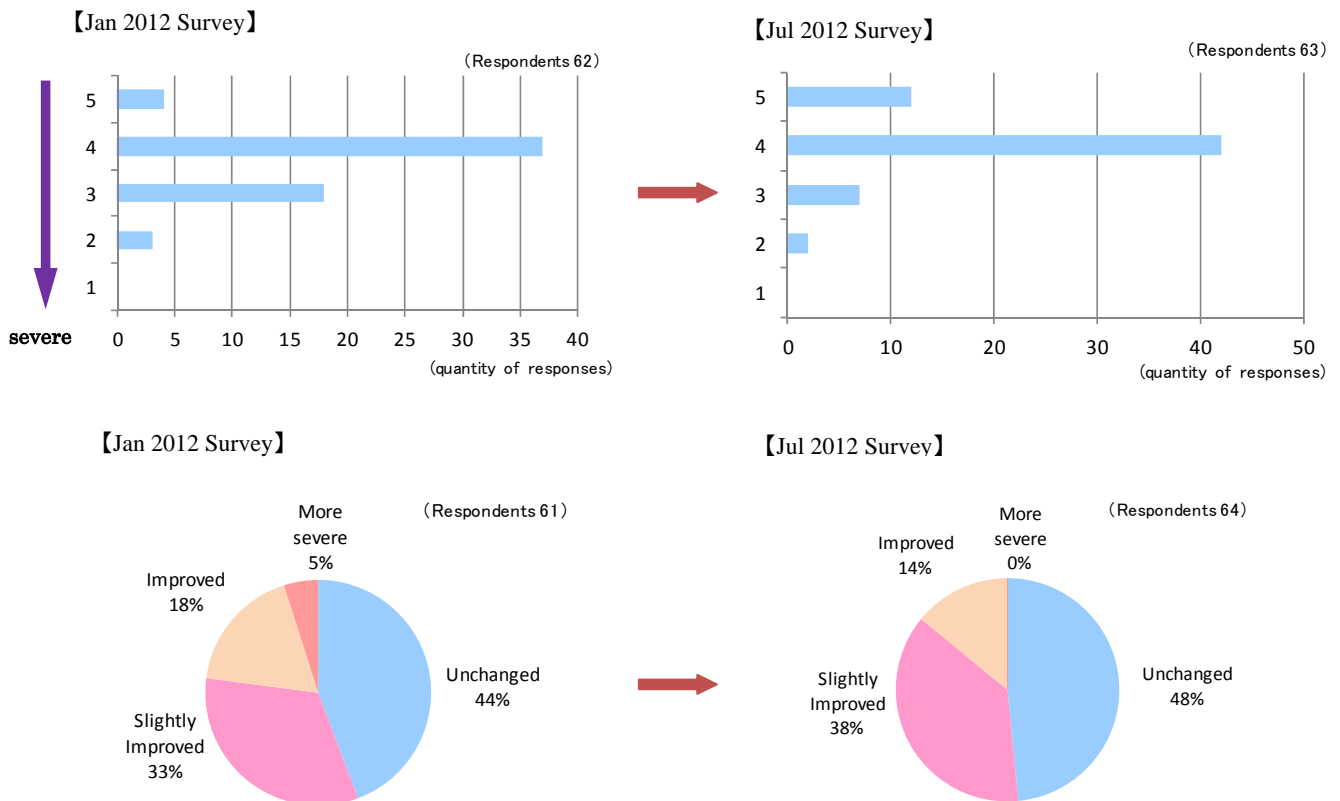 【Jan 2012 Survey】
(Respondents 62)
5
4
3
2
1
severe
0 5 10 15 20 25 30 35 40
(quantity of responses)
【Jul 2012 Survey】
(Respondents 63)
5
4
3
2
1
0 10 20 30 40 50
(quantity of responses)
【Jan 2012 Survey】
(Respondents 61)
More
severe
5%
Improved
18%
Unchanged
44%
Slightly
Improved
33%
【Jul 2012 Survey】
(Respondents 64)
More
severe
0%
Improved
14%
Unchanged
48%
Slightly
Improved
38%